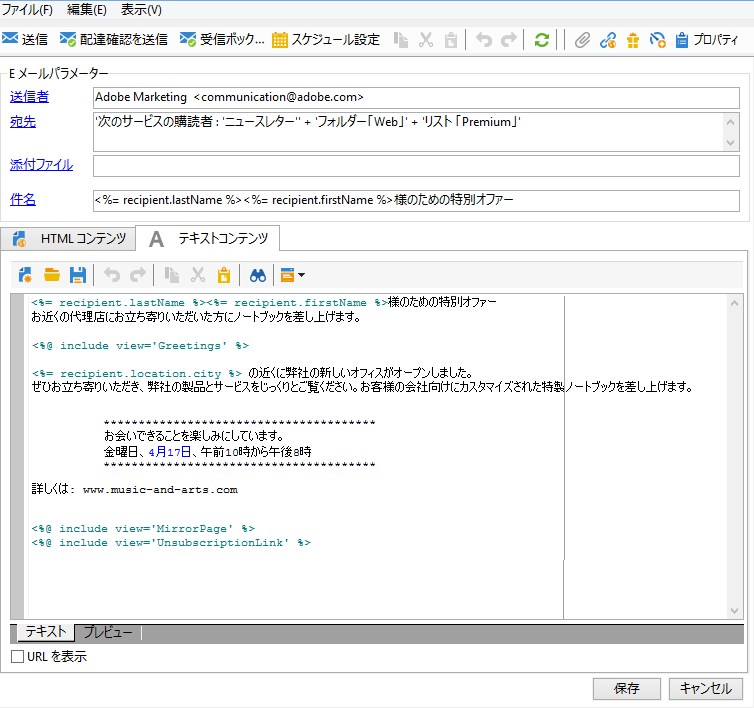 ファイル(F) 編集(E) 表示(V)
送信 配達確認を送信 受信ボック... スケジュール設定 プロパティ
E メールパラメーター
送信者 Adobe Marketing <communication@adobe.com>
宛先 '次のサービスの購読者 : 'ニュースレター'' + 'フォルダー「Web」' + 'リスト 「Premium」'
添付ファイル
件名 <%= recipient.lastName %><%= recipient.firstName %>様のための特別オファー
HTML コンテンツ テキストコンテンツ
<%= recipient.lastName %><%= recipient.firstName %>様のための特別オファー
お近くの代理店にお立ち寄りいただいた方にノートブックを差し上げます。
<%@ include view='Greetings' %>
<%= recipient.location.city %> の近くに弊社の新しいオフィスがオープンしました。
ぜひお立ち寄りいただき、弊社の製品とサービスをじっくりとご覧ください。お客様の会社向けにカスタマイズされた特製ノートブックを差し上げます。
***************************************
お会いできることを楽しみにしています。
金曜日、4月17日、午前10時から午後8時
***************************************
詳しくは: www.music-and-arts.com
<%@ include view='MirrorPage' %>
<%@ include view='UnsubscriptionLink' %>
テキスト プレビュー
URL を表示
保存 キャンセル